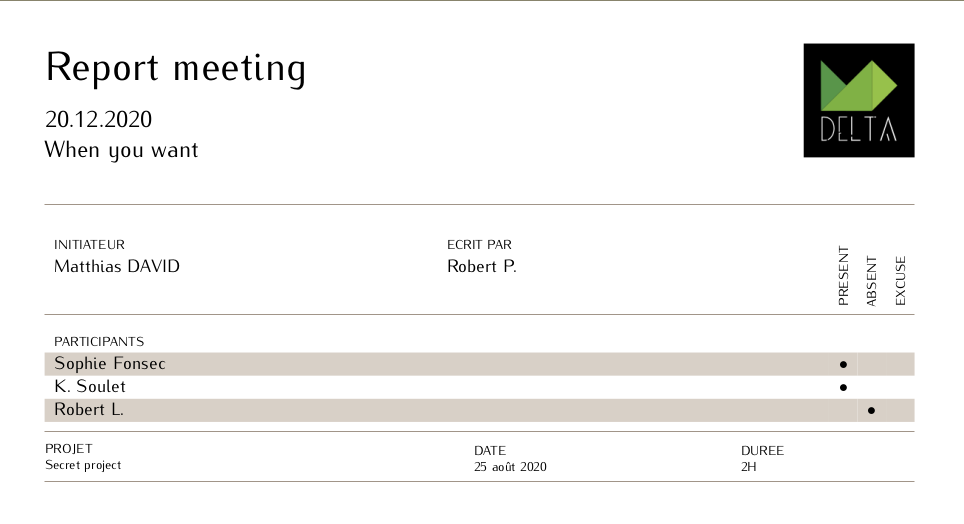 Report meeting
20.12.2020
When you want
DELTA
INITIATEUR
Matthias DAVID
ECRIT PAR
Robert P.
PRESENT
ABSENT
EXCUSE
PARTICIPANTS
Sophie Fonsec
K. Soulet
Robert L.
PROJET
Secret project
DATE
25 août 2020
DUREE
2H